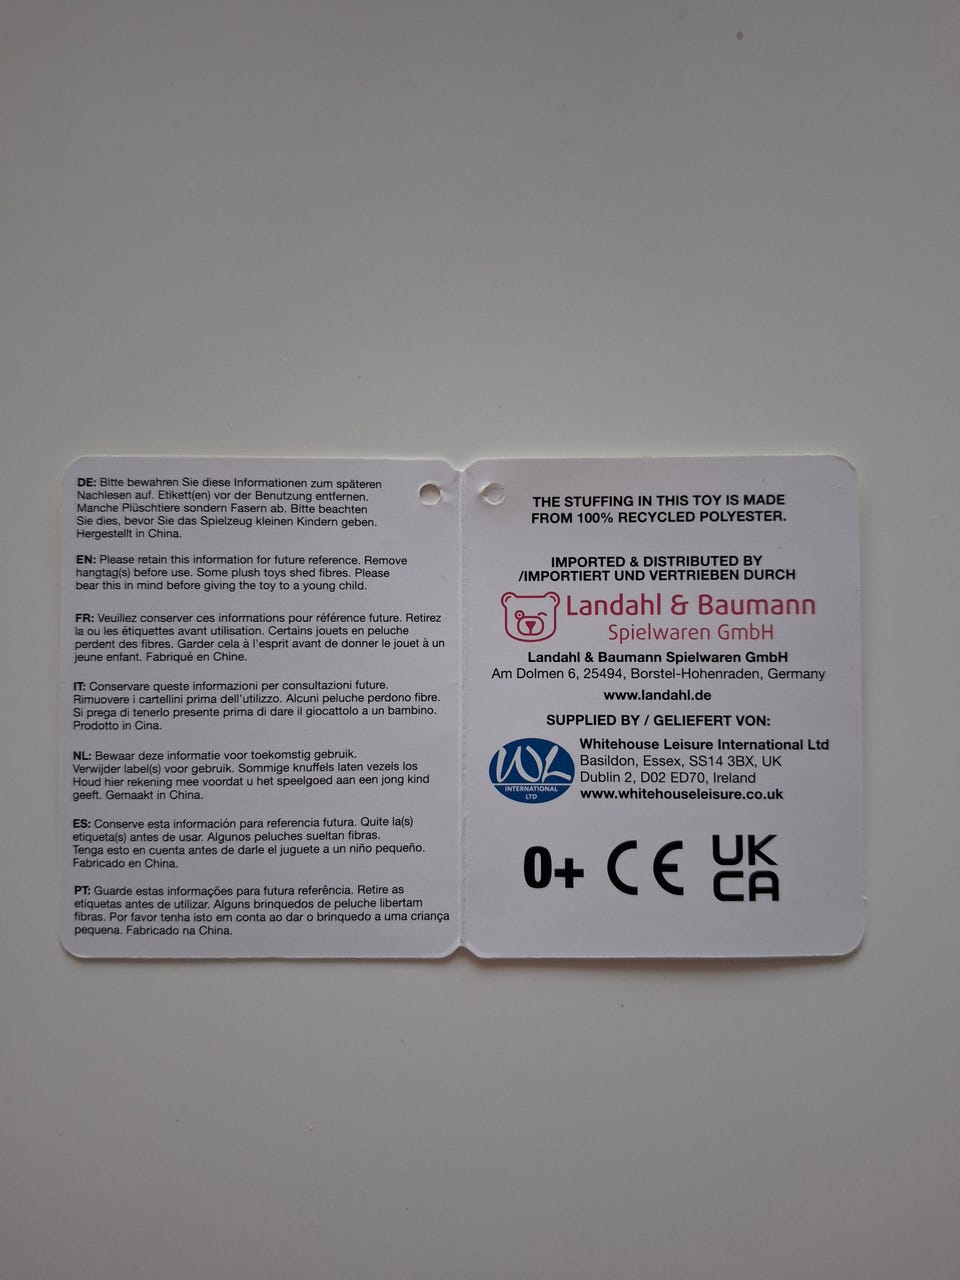 DE: Bitte bewahren Sie diese Informationen zum späteren
Nachlesen auf. Etikett(en) vor der Benutzung entfernen.
Manche Plüschtiere sondern Fasern ab. Bitte beachten
Sie dies, bevor Sie das Spielzeug kleinen Kindern geben.
Hergestellt in China.
EN: Please retain this information for future reference. Remove
hangtag(s) before use. Some plush toys shed fibres. Please
bear this in mind before giving the toy to a young child.
FR: Veuillez conserver ces informations pour référence future. Retirez
la ou les étiquettes avant utilisation. Certains jouets en peluche
perdent des fibres. Garder cela à l'esprit avant de donner le jouet à un
jeune enfant. Fabriqué en Chine.
IT: Conservare queste informazioni per consultazioni future.
Rimuovere i cartellini prima dell'utilizzo. Alcuni peluche perdono fibre.
Si prega di tenerlo presente prima di dare il giocattolo a un bambino.
Prodotto in Cina.
NL: Bewaar deze informatie voor toekomstig gebruik.
Verwijder label(s) voor gebruik. Sommige knuffels laten vezels los
Houd hier rekening mee voordat u het speelgoed aan een jong kind
geeft. Gemaakt in China.
ES: Conserve esta información para referencia futura. Quite la(s)
etiqueta(s) antes de usar. Algunos peluches sueltan fibras.
Tenga esto en cuenta antes de darle el juguete a un niño pequeño.
Fabricado en China.
PT: Guarde estas informações para futura referência. Retire as
etiquetas antes de utilizar. Alguns brinquedos de peluche libertam
fibras. Por favor tenha isto em conta ao dar o brinquedo a uma criança
pequena. Fabricado na China.
THE STUFFING IN THIS TOY IS MADE
FROM 100% RECYCLED POLYESTER.
IMPORTED & DISTRIBUTED BY
/IMPORTIERT UND VERTRIEBEN DURCH
Landahl & Baumann
Spielwaren GmbH
Landahl & Baumann Spielwaren GmbH
Am Dolmen 6, 25494, Borstel-Hohenraden, Germany
www.landahl.de
SUPPLIED BY / GELIEFERT VON:
WL
INTERNATIONAL
LTD
Whitehouse Leisure International Ltd
Basildon, Essex, SS14 3BX, UK
Dublin 2, D02 ED70, Ireland
www.whitehouseleisure.co.uk
0+ CE UK
CA